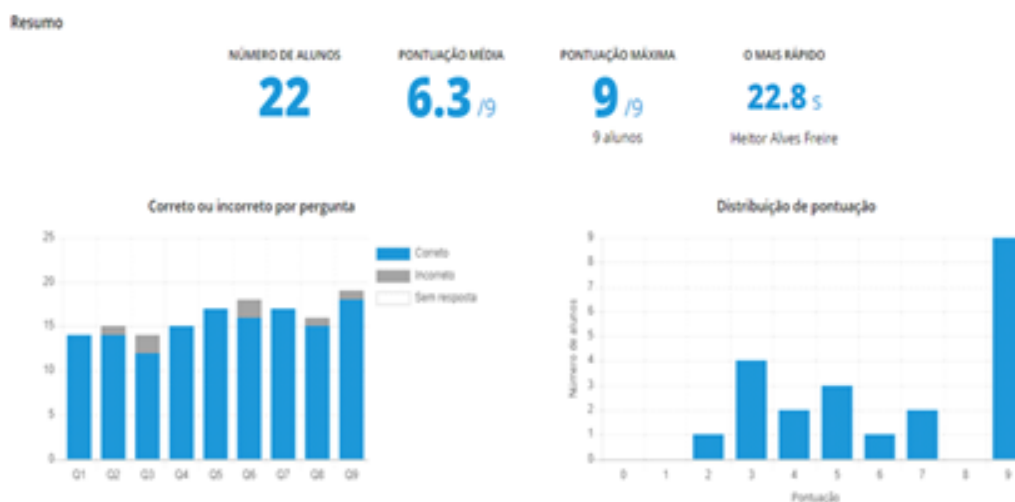 Resumo
NÚMERO DE ALUNOS
22
PONTUAÇÃO MÉDIA
6.3 /9
PONTUAÇÃO MÁXIMA
9 /9
9 alunos
O MAIS RÁPIDO
22.8 s
Heitor Alves Freire
Correto ou incorreto por pergunta
25
20
15
10
5
0
Q1 Q2 Q3 Q4 Q5 Q6 Q7 Q8 Q9
Correto
Incorreto
Sem resposta
Distribuição de pontuação
Número de alunos
9
8
7
6
5
4
3
2
1
0
0 1 2 3 4 5 6 7 8 9
Pontuação